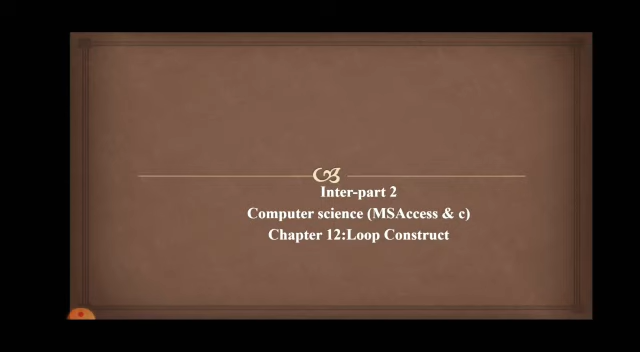 Inter-part 2
Computer science (MSAccess & c)
Chapter 12:Loop Construct